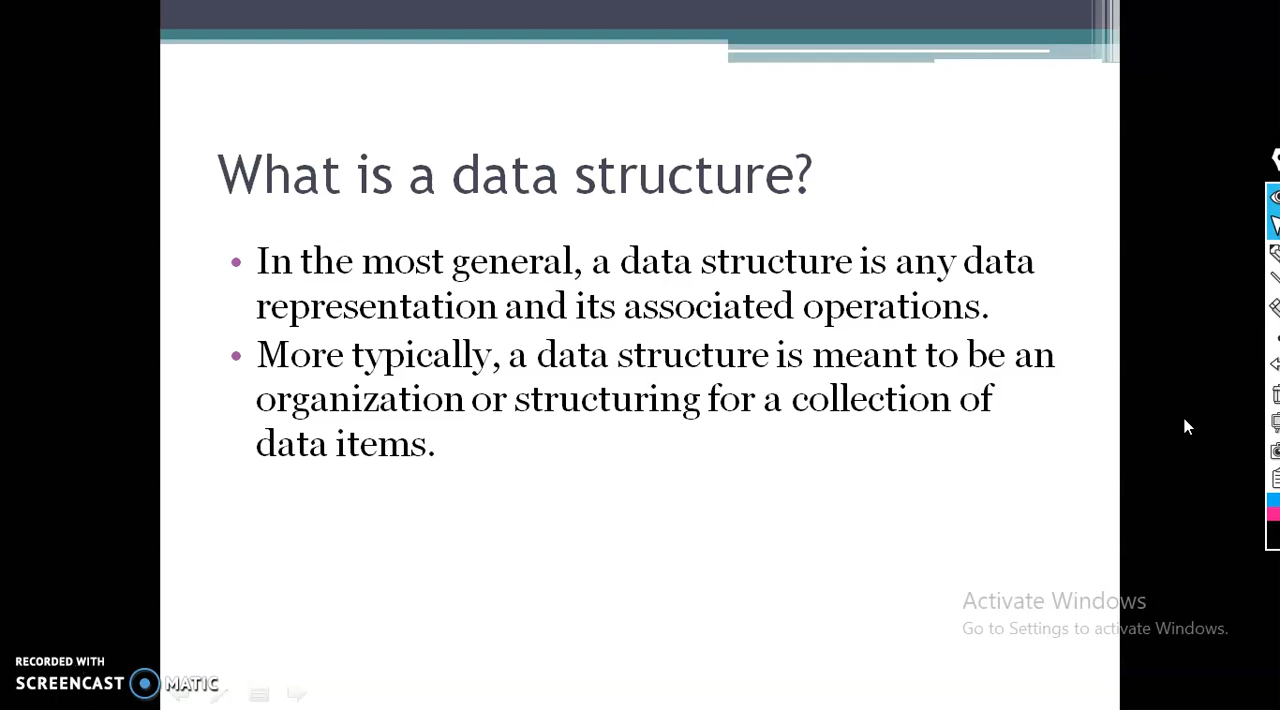 What is a data structure?
• In the most general, a data structure is any data
representation and its associated operations.
• More typically, a data structure is meant to be an
organization or structuring for a collection of
data items.
Activate Windows
Go to Settings to activate Windows.
RECORDED WITH
SCREENCAST MATIC